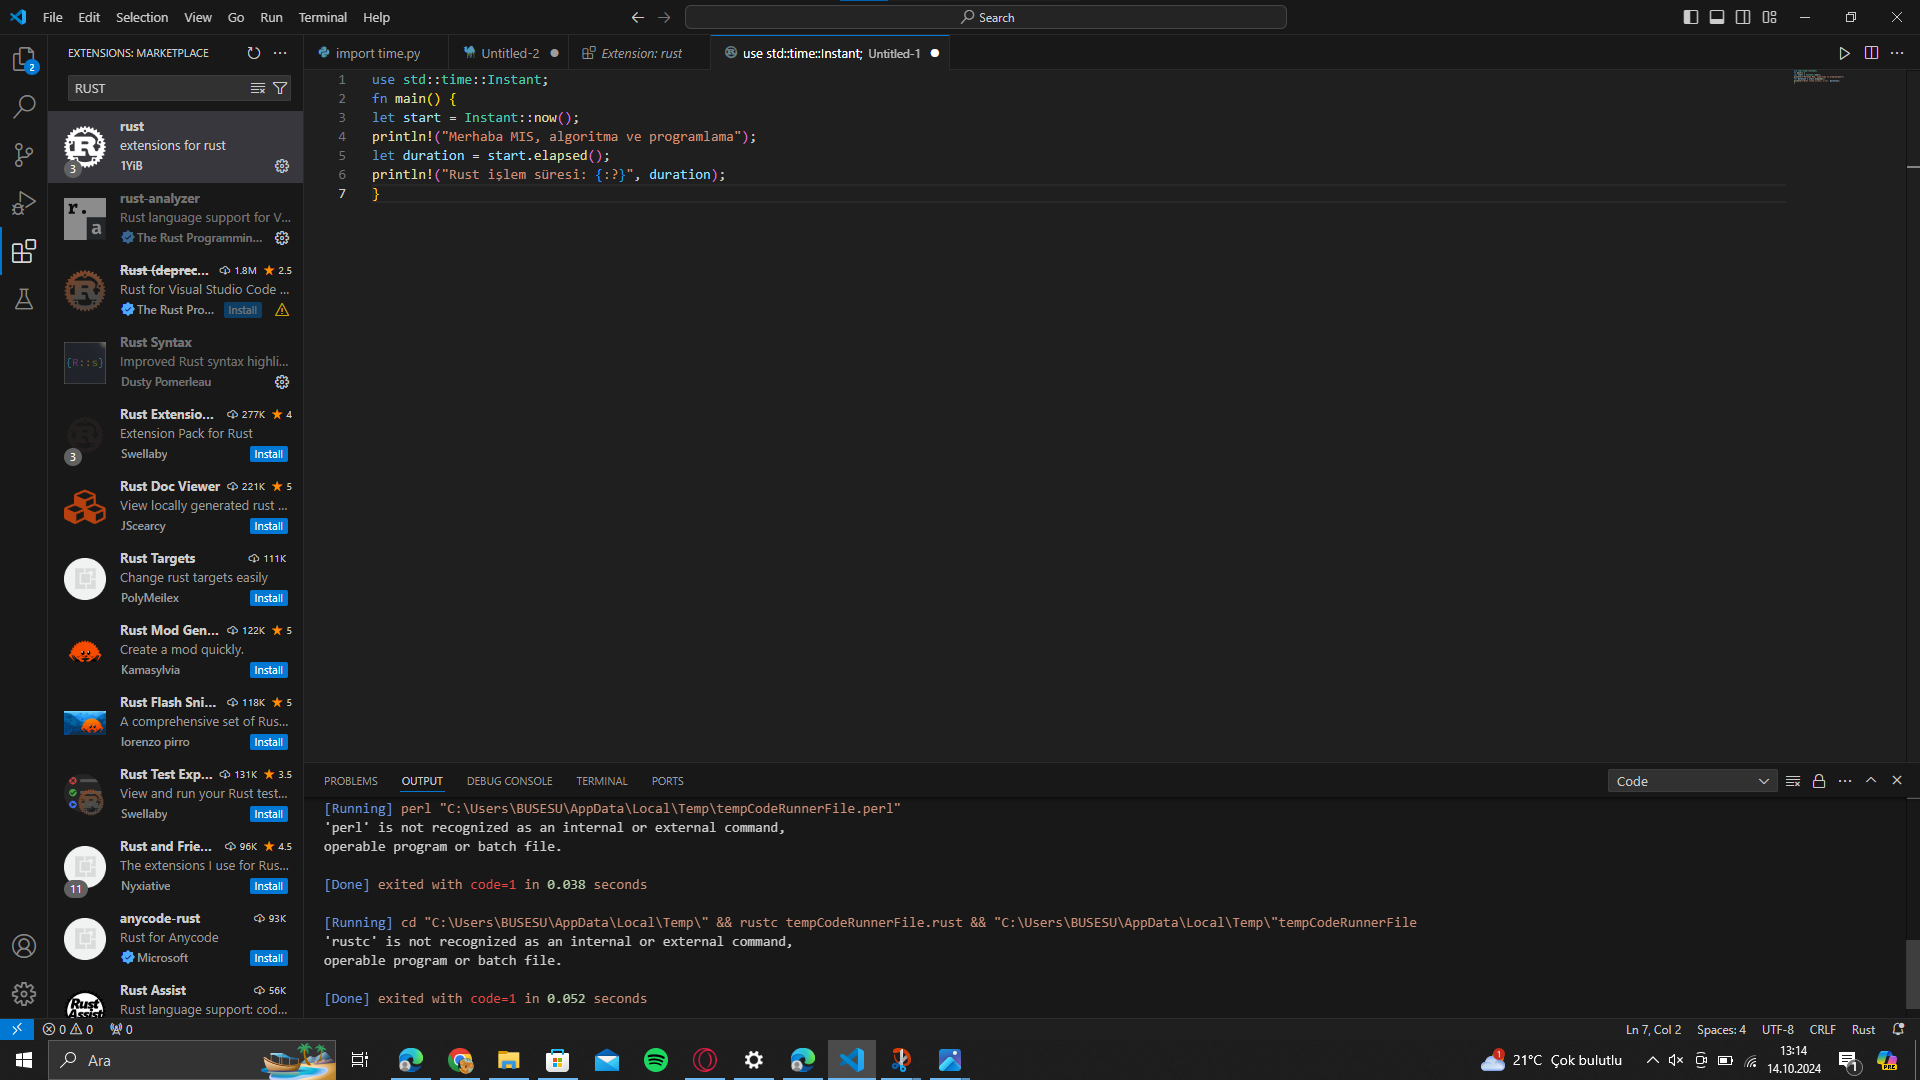 File Edit Selection View Go Run Terminal Help
Search
EXTENSIONS: MARKETPLACE
RUST
2
rust
extensions for rust
1YiB
3
rust-analyzer
Rust language support for V...
The Rust Programmin...
Rust (deprec... 1.8M 2.5
Rust for Visual Studio Code ...
The Rust Pro... Install
Rust Syntax
Improved Rust syntax highli...
Dusty Pomerleau
Rust Extensio... 277K 4
Extension Pack for Rust
Swellaby Install
3
Rust Doc Viewer 221K 5
View locally generated rust ...
JScearcy Install
Rust Targets 111K
Change rust targets easily
PolyMeilex Install
Rust Mod Gen... 122K 5
Create a mod quickly.
Kamasylvia Install
Rust Flash Sni... 118K 5
A comprehensive set of Rus...
lorenzo pirro Install
Rust Test Exp... 131K 3.5
View and run your Rust test...
Swellaby Install
Rust and Frie... 96K 4.5
The extensions I use for Rus...
Nyxiative Install
11
anycode-rust 93K
Rust for Anycode
Microsoft Install
Rust Assist 56K
Rust language support: cod...
import time.py Untitled-2 Extension: rust use std::time::Instant; Untitled-1
1 use std::time::Instant;
2 fn main() {
3 let start = Instant::now();
4 println!("Merhaba MIS, algoritma ve programlama");
5 let duration = start.elapsed();
6 println!("Rust işlem süresi: {:?}", duration);
7 }
PROBLEMS OUTPUT DEBUG CONSOLE TERMINAL PORTS
Code
[Running] perl "C:\Users\BUSESU\AppData\Local\Temp\tempCodeRunnerFile.perl"
'perl' is not recognized as an internal or external command,
operable program or batch file.
[Done] exited with code=1 in 0.038 seconds
[Running] cd "C:\Users\BUSESU\AppData\Local\Temp\" && rustc tempCodeRunnerFile.rust && "C:\Users\BUSESU\AppData\Local\Temp\"tempCodeRunnerFile
'rustc' is not recognized as an internal or external command,
operable program or batch file.
[Done] exited with code=1 in 0.052 seconds
0 0 0
Ln 7, Col 2 Spaces: 4 UTF-8 CRLF Rust
Ara
1
21°C Çok bulutlu
13:14
14.10.2024
1